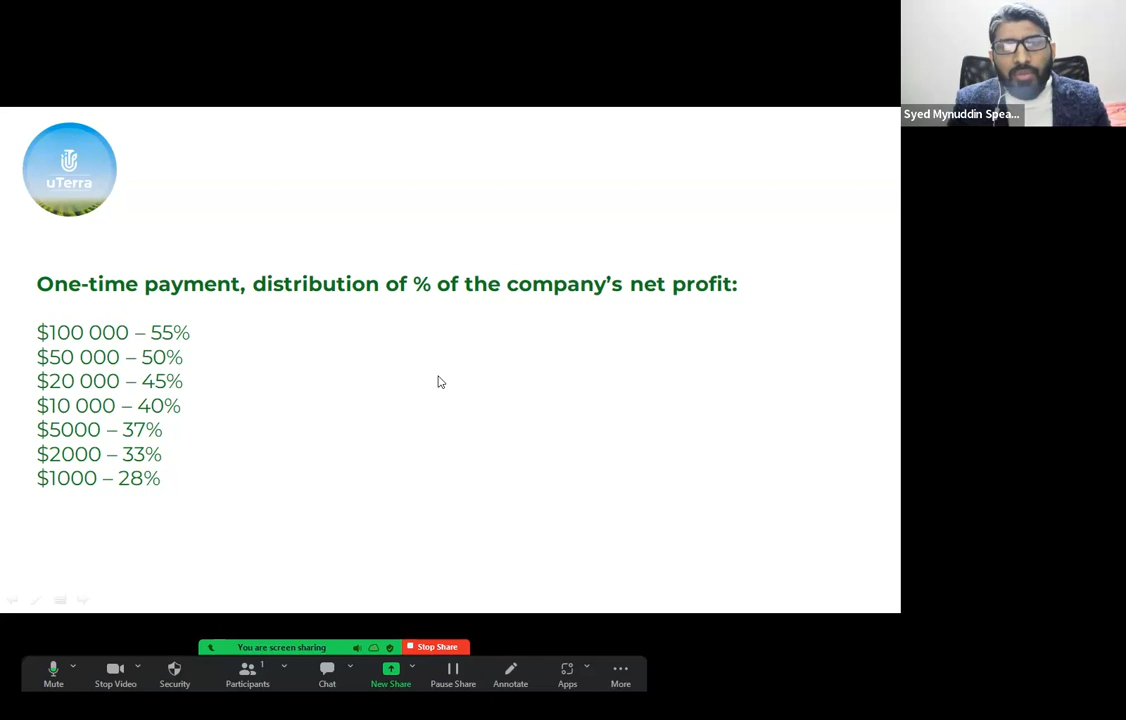 Syed Mynuddin Spea...
uTerra
One-time payment, distribution of % of the company’s net profit:
$100 000 – 55%
$50 000 – 50%
$20 000 – 45%
$10 000 – 40%
$5000 – 37%
$2000 – 33%
$1000 – 28%
You are screen sharing
Stop Share
1
Mute
Stop Video
Security
Participants
Chat
New Share
Pause Share
Annotate
Apps
More